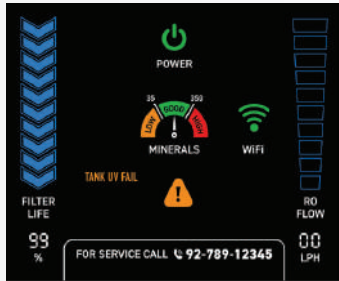 POWER
35 350
LOW GOOD HIGH
MINERALS
WiFi
TANK UV FAIL
FILTER
LIFE
99
%
RO
FLOW
00
LPH
FOR SERVICE CALL 92-789-12345